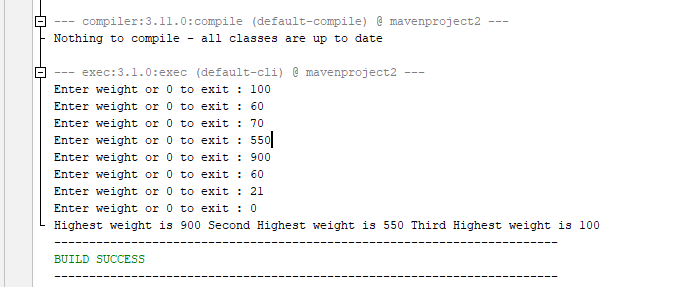 --- compiler:3.11.0:compile (default-compile) @ mavenproject2 ---
Nothing to compile - all classes are up to date
--- exec:3.1.0:exec (default-cli) @ mavenproject2 ---
Enter weight or 0 to exit : 100
Enter weight or 0 to exit : 60
Enter weight or 0 to exit : 70
Enter weight or 0 to exit : 550
Enter weight or 0 to exit : 900
Enter weight or 0 to exit : 60
Enter weight or 0 to exit : 21
Enter weight or 0 to exit : 0
Highest weight is 900 Second Highest weight is 550 Third Highest weight is 100
------------------------------------------------------------------------
BUILD SUCCESS
------------------------------------------------------------------------